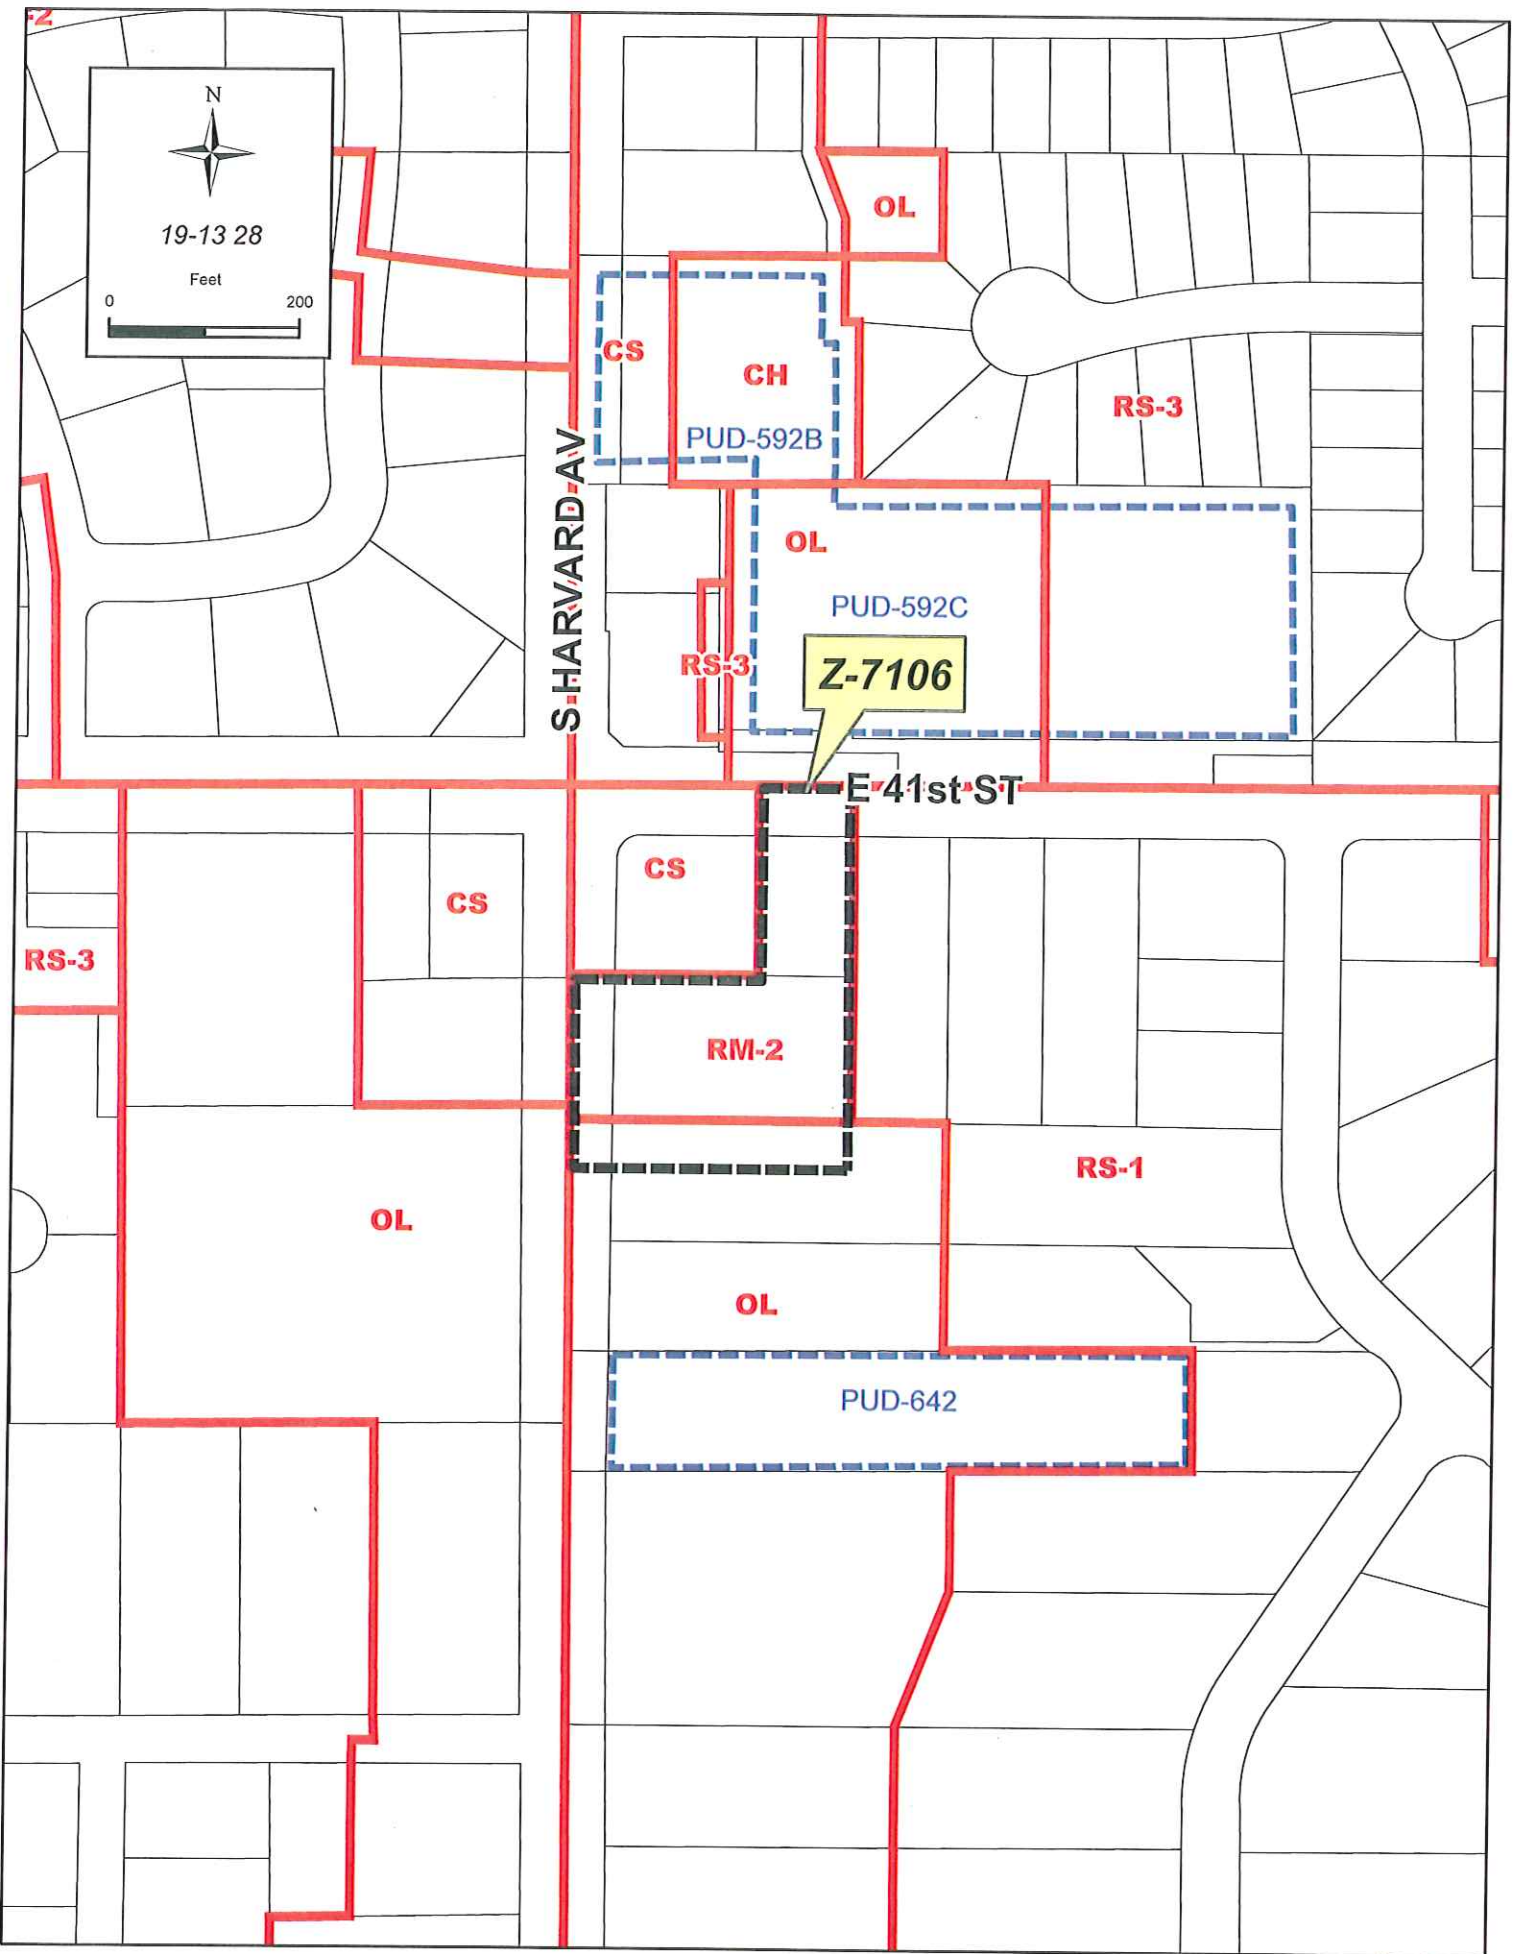 -2
N
19-13 28
Feet
0 200
OL
CS
CH
RS-3
PUD-592B
S HARVARD AV
OL
PUD-592C
RS-3
Z-7106
E 41st ST
CS
CS
RS-3
RM-2
RS-1
OL
OL
PUD-642